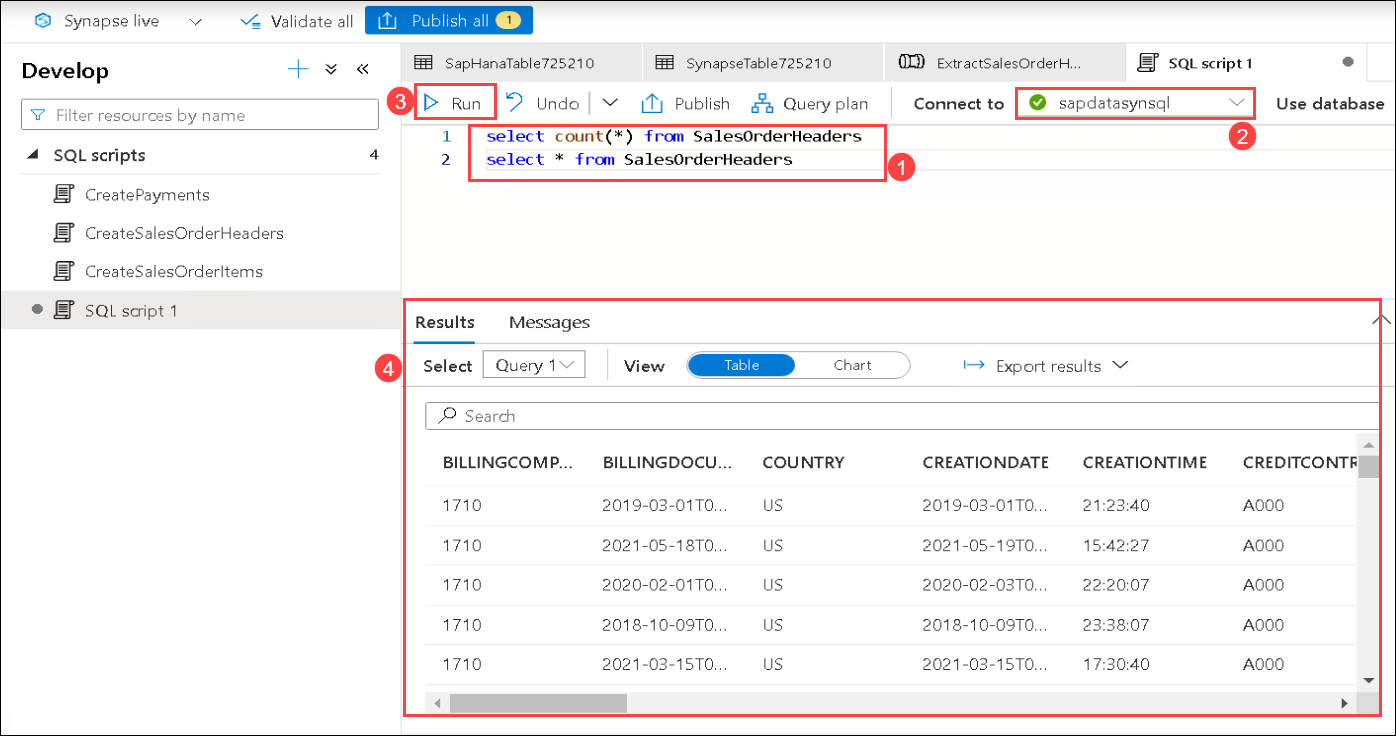 Synapse live Validate all Publish all 1
Develop
Filter resources by name
SQL scripts 4
CreatePayments
CreateSalesOrderHeaders
CreateSalesOrderItems
SQL script 1
SapHanaTable725210 SynapseTable725210 ExtractSalesOrderH... SQL script 1
3 Run Undo Publish Query plan Connect to sapdatasynsql Use database
2
1 select count(*) from SalesOrderHeaders
2 select * from SalesOrderHeaders
1
Results Messages
4 Select Query 1 View Table Chart Export results
Search
BILLINGCOMP... BILLINGDOCU... COUNTRY CREATIONDATE CREATIONTIME CREDITCONTR
1710 2019-03-01T0... US 2019-03-01T0... 21:23:40 A000
1710 2021-05-18T0... US 2021-05-19T0... 15:42:27 A000
1710 2020-02-01T0... US 2020-02-03T0... 22:20:07 A000
1710 2018-10-09T0... US 2018-10-09T0... 23:38:07 A000
1710 2021-03-15T0... US 2021-03-15T0... 17:30:40 A000